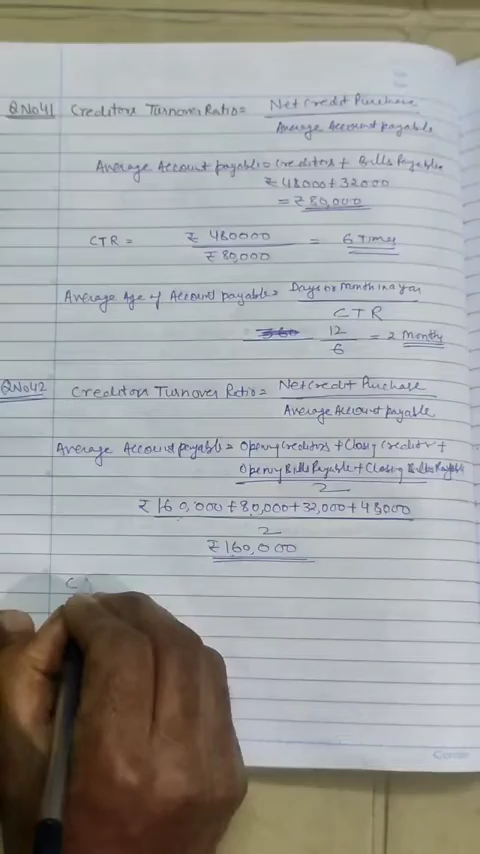 QNo41 Creditors Turnover Ratio = Net Credit Purchase
Average Account payable
Average Account payable = Creditors + Bills Payable
₹48000+32000
= ₹80,000
CTR = ₹ 480000 = 6 Times
₹80,000
Average Age of Account payable = Days or Month in a year
CTR
360 12 = 2 Month
6
QNo42 Creditors Turnover Ratio = Net Credit Purchase
Average Account payable
Average Account payable = Opening Creditors + Closing Creditors +
Opening Bills Payable + Closing Bills Payable
2
₹160,000+80,000+32,000+48000
2
₹160,000
C